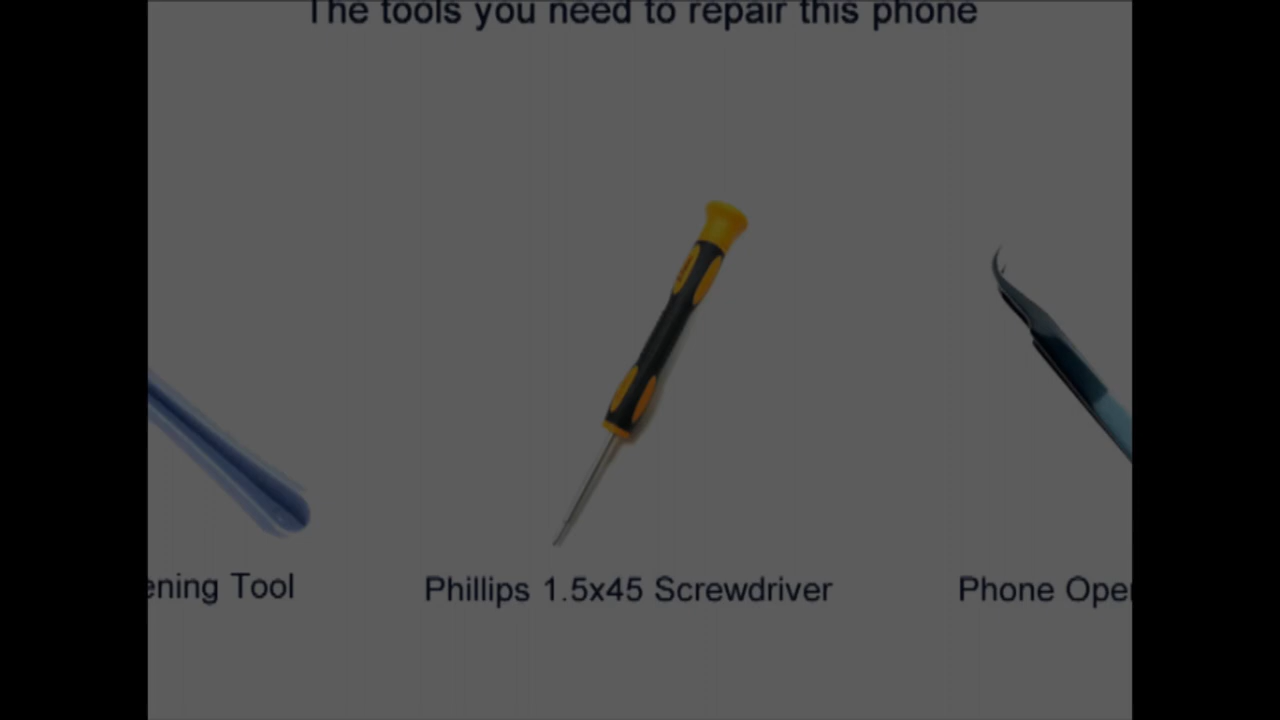 The tools you need to repair this phone
ening Tool
Phillips 1.5x45 Screwdriver
Phone Ope